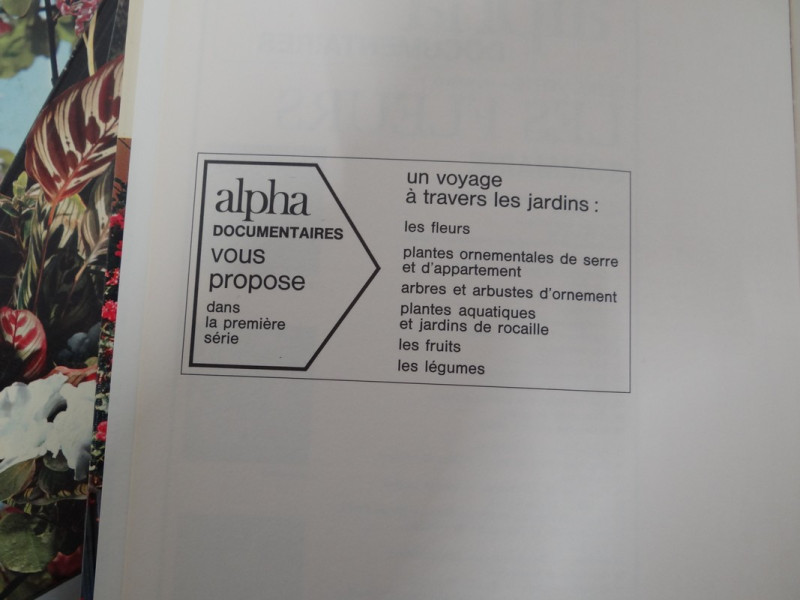 alpha
DOCUMENTAIRES
vous
propose
dans
la première
série
un voyage
à travers les jardins :
les fleurs
plantes ornementales de serre
et d'appartement
arbres et arbustes d'ornement
plantes aquatiques
et jardins de rocaille
les fruits
les légumes